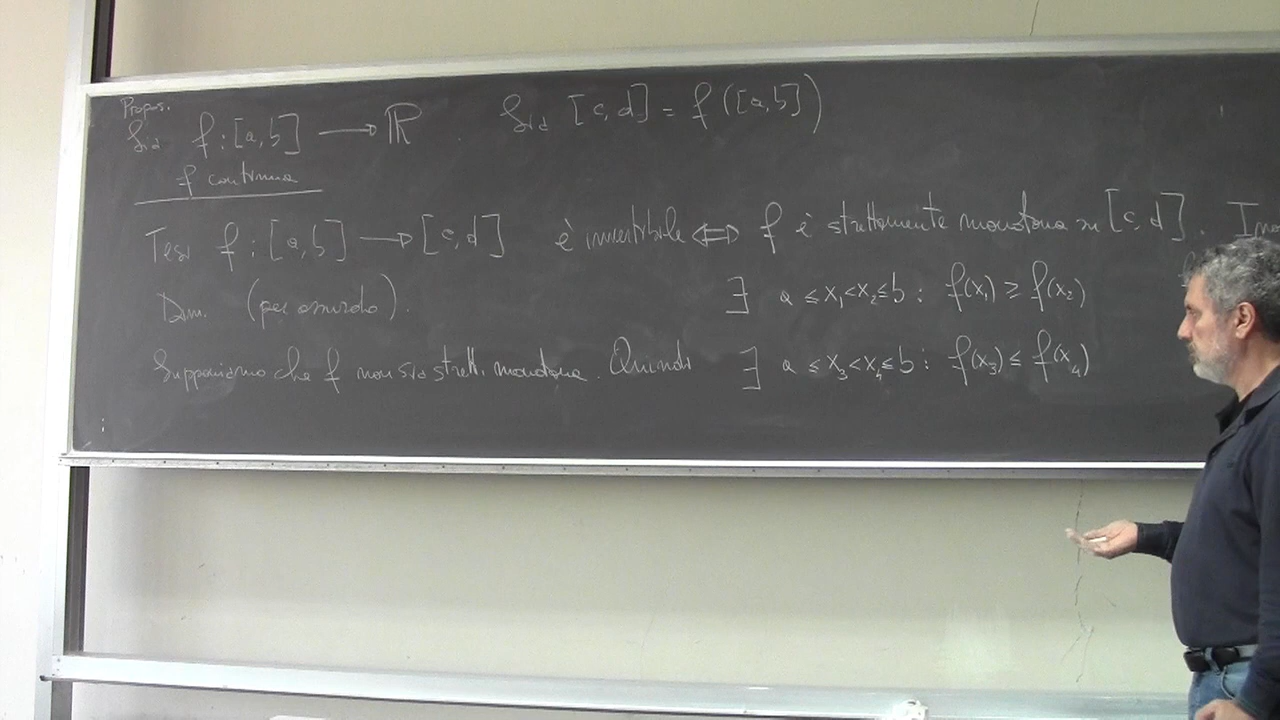 Propos.
Sia f : [a,b] → ℝ . Sia [c,d] = f([a,b])
f continua
Tesi f : [a,b] → [c,d] è invertibile ⇔ f è strettamente monotona su [c,d].
Dim. (per assurdo).
∃ a ≤ x₁ < x₂ ≤ b : f(x₁) ≥ f(x₂)
Supponiamo che f non sia strett. monotona. Quindi ∃ a ≤ x₃ < x₄ ≤ b : f(x₃) ≤ f(x₄)